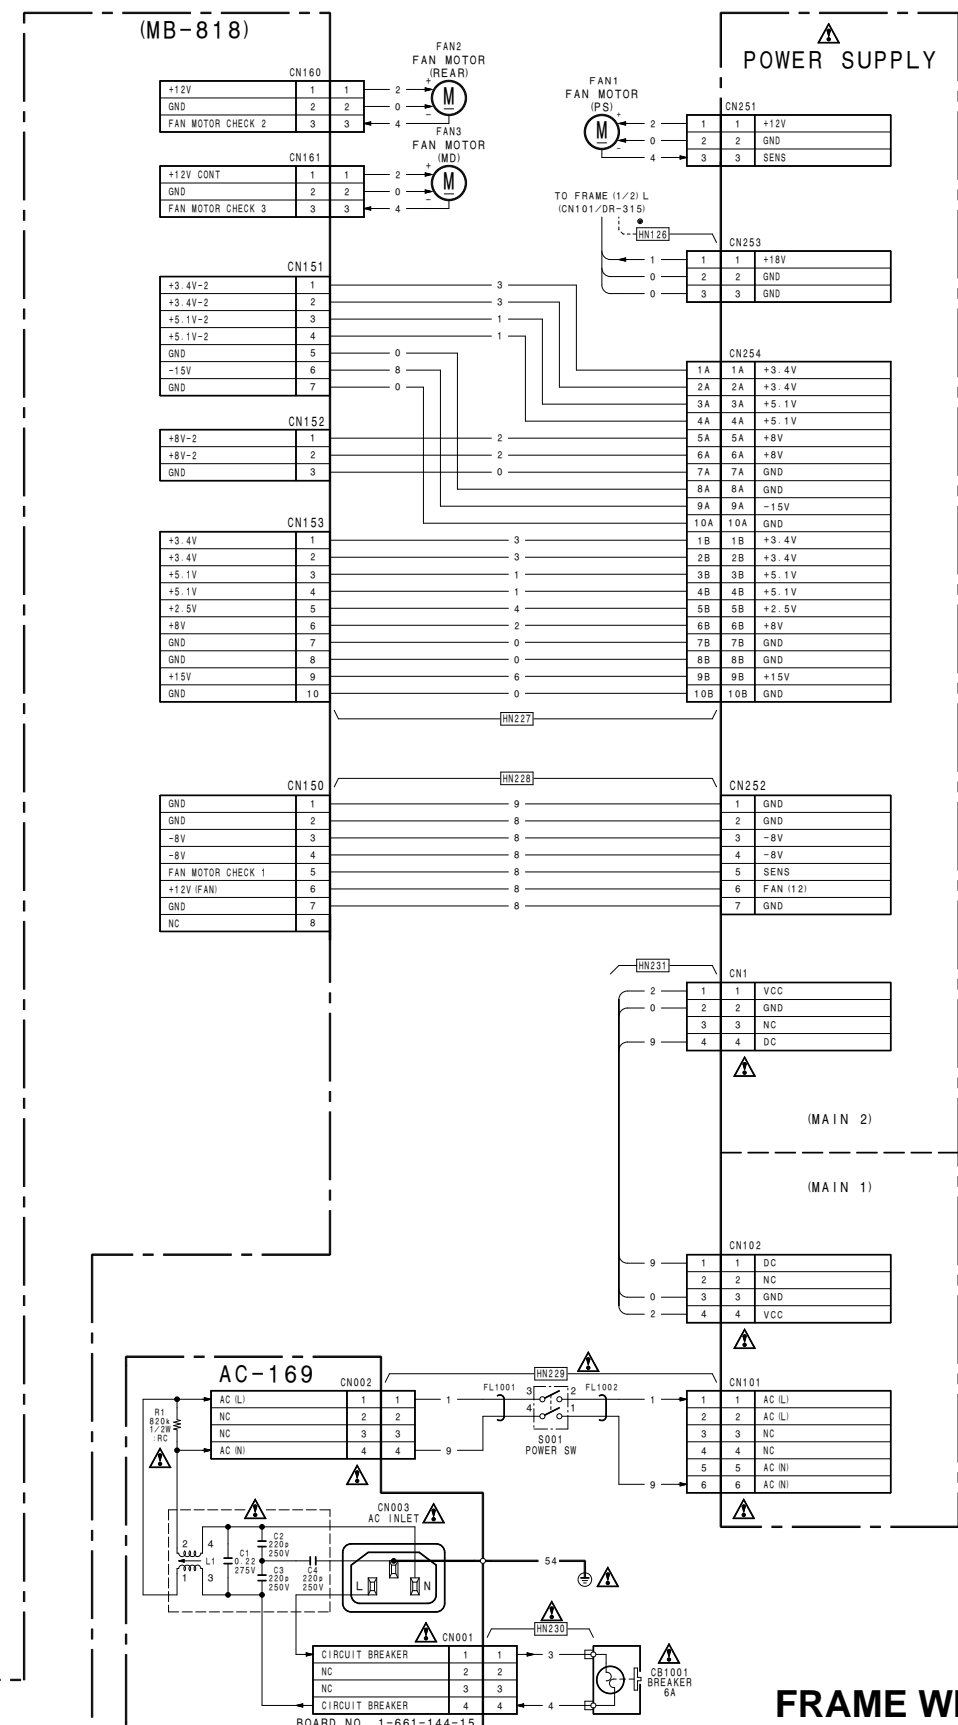 (MB-818)
POWER SUPPLY
FAN2
FAN MOTOR
(REAR)
CN160
+12V 1 1 2
GND 2 2 0
FAN MOTOR CHECK 2 3 3 4
+
M
-
FAN3
FAN MOTOR
(MD)
CN161
+12V CONT 1 1 2
GND 2 2 0
FAN MOTOR CHECK 3 3 3 4
+
M
-
FAN1
FAN MOTOR
(PS)
+
M
-
CN251
2 1 1 +12V
0 2 2 GND
4 3 3 SENS
TO FRAME (1/2) L
(CN101/DR-315)
HN126
CN253
1 1 1 +18V
0 2 2 GND
0 3 3 GND
CN151
+3.4V-2 1 3
+3.4V-2 2 3
+5.1V-2 3 1
+5.1V-2 4 1
GND 5 0
-15V 6 8
GND 7 0
CN152
+8V-2 1 2
+8V-2 2 2
GND 3 0
CN153
+3.4V 1 3
+3.4V 2 3
+5.1V 3 1
+5.1V 4 1
+2.5V 5 4
+8V 6 2
GND 7 0
GND 8 0
+15V 9 6
GND 10 0
CN254
1A 1A +3.4V
2A 2A +3.4V
3A 3A +5.1V
4A 4A +5.1V
5A 5A +8V
6A 6A +8V
7A 7A GND
8A 8A GND
9A 9A -15V
10A 10A GND
1B 1B +3.4V
2B 2B +3.4V
3B 3B +5.1V
4B 4B +5.1V
5B 5B +2.5V
6B 6B +8V
7B 7B GND
8B 8B GND
9B 9B +15V
10B 10B GND
HN227
HN228
CN150
GND 1 9
GND 2 8
-8V 3 8
-8V 4 8
FAN MOTOR CHECK 1 5 8
+12V (FAN) 6 8
GND 7 8
NC 8
CN252
1 GND
2 GND
3 -8V
4 -8V
5 SENS
6 FAN (12)
7 GND
HN231
CN1
2 1 1 VCC
0 2 2 GND
3 3 NC
9 4 4 DC
(MAIN 2)
(MAIN 1)
CN102
9 1 1 DC
2 2 NC
0 3 3 GND
2 4 4 VCC
AC-169
CN002
AC (L) 1 1 1
NC 2 2
NC 3 3
AC (N) 4 4 9
R1
820k
1/2W
:RC
HN229
FL1001
3 2
4 1
FL1002
S001
POWER SW
CN101
1 1 1 AC (L)
2 2 AC (L)
3 3 NC
4 4 NC
5 5 AC (N)
9 6 6 AC (N)
2 4
L1
1 3
C1
0.22
275V
C2
220p
250V
C3
220p
250V
C4
220p
250V
CN003
AC INLET
L N
54
HN230
CN001
CIRCUIT BREAKER 1 1 3
NC 2 2
NC 3 3
CIRCUIT BREAKER 4 4 4
CB1001
BREAKER
6A
BOARD NO. 1-661-144-15
FRAME